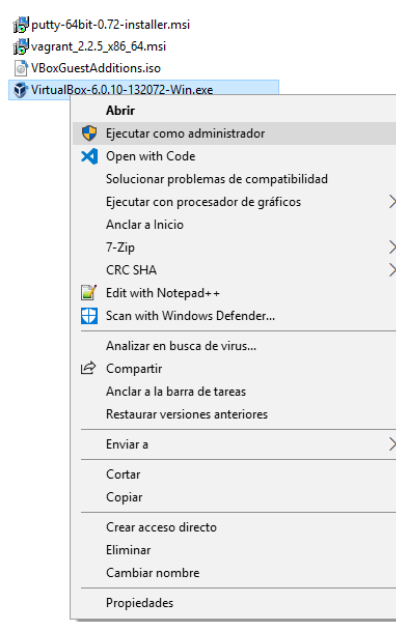 putty-64bit-0.72-installer.msi
vagrant_2.2.5_x86_64.msi
VBoxGuestAdditions.iso
VirtualBox-6.0.10-132072-Win.exe
Abrir
Ejecutar como administrador
Open with Code
Solucionar problemas de compatibilidad
Ejecutar con procesador de gráficos
Anclar a Inicio
7-Zip
CRC SHA
Edit with Notepad++
Scan with Windows Defender...
Analizar en busca de virus...
Compartir
Anclar a la barra de tareas
Restaurar versiones anteriores
Enviar a
Cortar
Copiar
Crear acceso directo
Eliminar
Cambiar nombre
Propiedades